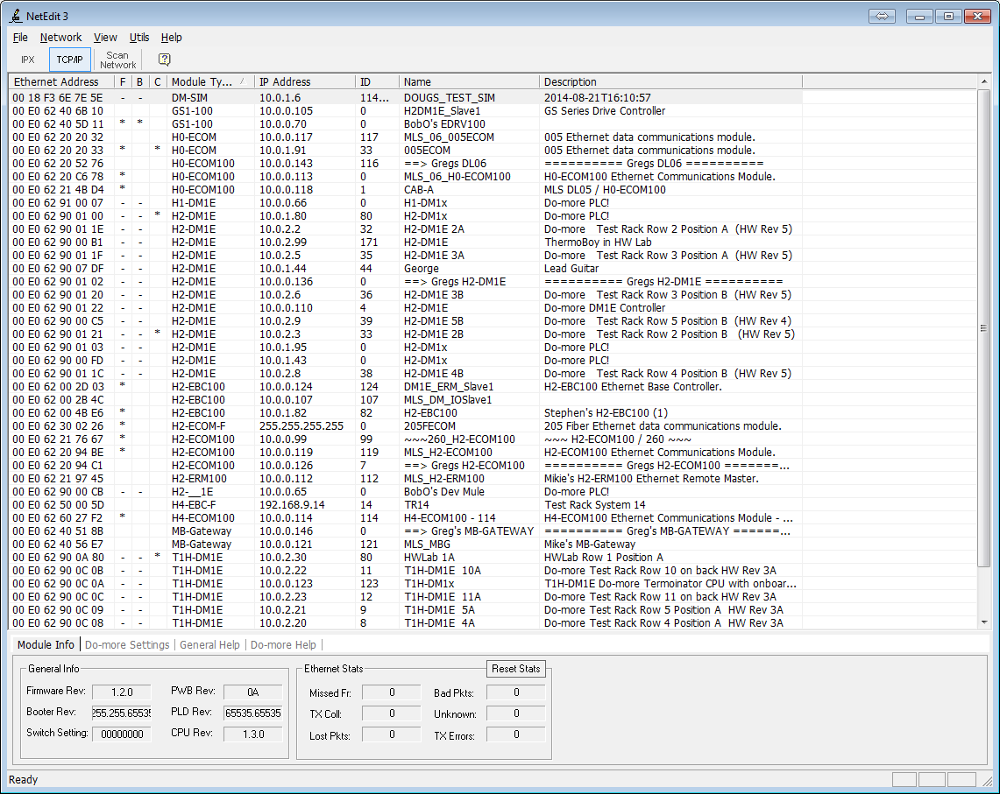 NetEdit 3
File Network View Utils Help
IPX TCP/IP Scan Network
Ethernet Address F B C Module Ty... IP Address ID Name Description
00 18 F3 6E 7E 5E - - DM-SIM 10.0.1.6 114... DOUGS_TEST_SIM 2014-08-21T16:10:57
00 E0 62 40 6B 10 GS1-100 10.0.0.105 0 H2DM1E_Slave1 GS Series Drive Controller
00 E0 62 40 5D 11 * * GS1-100 10.0.0.70 0 BobO's EDRV100
00 E0 62 20 20 32 H0-ECOM 10.0.0.117 117 MLS_06_005ECOM 005 Ethernet data communications module.
00 E0 62 20 20 33 * * H0-ECOM 10.0.1.91 33 005ECOM 005 Ethernet data communications module.
00 E0 62 20 52 76 H0-ECOM100 10.0.0.143 116 ==> Gregs DL06 ========== Gregs DL06 ==========
00 E0 62 20 C6 78 * H0-ECOM100 10.0.0.113 0 MLS_06_H0-ECOM100 H0-ECOM100 Ethernet Communications Module.
00 E0 62 21 4B D4 * H0-ECOM100 10.0.0.118 1 CAB-A MLS DL05 / H0-ECOM100
00 E0 62 91 00 07 - - H1-DM1E 10.0.0.66 0 H1-DM1x Do-more PLC!
00 E0 62 90 01 00 - - * H2-DM1E 10.0.1.80 80 H2-DM1x Do-more PLC!
00 E0 62 90 01 1E - - H2-DM1E 10.0.2.2 32 H2-DM1E 2A Do-more Test Rack Row 2 Position A (HW Rev 5)
00 E0 62 90 00 B1 - - H2-DM1E 10.0.2.99 171 H2-DM1E ThermoBoy in HW Lab
00 E0 62 90 01 1F - - H2-DM1E 10.0.2.5 35 H2-DM1E 3A Do-more Test Rack Row 3 Position A (HW Rev 5)
00 E0 62 90 07 DF - - H2-DM1E 10.0.1.44 44 George Lead Guitar
00 E0 62 90 01 02 - - H2-DM1E 10.0.0.136 0 ==> Gregs H2-DM1E ========== Gregs H2-DM1E ==========
00 E0 62 90 01 20 - - H2-DM1E 10.0.2.6 36 H2-DM1E 3B Do-more Test Rack Row 3 Position B (HW Rev 5)
00 E0 62 90 01 22 - - H2-DM1E 10.0.0.110 4 H2-DM1E Do-more DM1E Controller
00 E0 62 90 00 C5 - - H2-DM1E 10.0.2.9 39 H2-DM1E 5B Do-more Test Rack Row 5 Position B (HW Rev 4)
00 E0 62 90 01 21 - - * H2-DM1E 10.0.2.3 33 H2-DM1E 2B Do-more Test Rack Row 2 Position B (HW Rev 5)
00 E0 62 90 01 03 - - H2-DM1E 10.0.1.95 0 H2-DM1x Do-more PLC!
00 E0 62 90 00 FD - - H2-DM1E 10.0.1.43 0 H2-DM1x Do-more PLC!
00 E0 62 90 01 1C - - H2-DM1E 10.0.2.8 38 H2-DM1E 4B Do-more Test Rack Row 4 Position B (HW Rev 5)
00 E0 62 00 2D 03 * H2-EBC100 10.0.0.124 124 DM1E_ERM_Slave1 H2-EBC100 Ethernet Base Controller.
00 E0 62 00 2B 4C H2-EBC100 10.0.0.107 107 MLS_DM_IOSlave1
00 E0 62 00 4B E6 * H2-EBC100 10.0.1.82 82 H2-EBC100 Stephen's H2-EBC100 (1)
00 E0 62 30 02 26 * H2-ECOM-F 255.255.255.255 0 205FECOM 205 Fiber Ethernet data communications module.
00 E0 62 21 76 67 * H2-ECOM100 10.0.0.99 99 ~~~260_H2-ECOM100 ~~~ H2-ECOM100 / 260 ~~~
00 E0 62 20 94 BE * H2-ECOM100 10.0.0.119 119 MLS_H2-ECOM100 H2-ECOM100 Ethernet Communications Module.
00 E0 62 20 94 C1 H2-ECOM100 10.0.0.126 7 ==> Gregs H2-ECOM100 ========== Gregs H2-ECOM100 =======...
00 E0 62 21 97 45 H2-ERM100 10.0.0.112 112 MLS_H2-ERM100 Mikie's H2-ERM100 Ethernet Remote Master.
00 E0 62 90 00 CB - - H2-__1E 10.0.0.65 0 BobO's Dev Mule Do-more PLC!
00 E0 62 50 00 5D H4-EBC-F 192.168.9.14 14 TR14 Test Rack System 14
00 E0 62 60 27 F2 * H4-ECOM100 10.0.0.114 114 H4-ECOM100 - 114 H4-ECOM100 Ethernet Communications Module - ...
00 E0 62 40 51 8B MB-Gateway 10.0.0.146 0 ==> Greg's MB-GATEWAY ========== Greg's MB-GATEWAY ======...
00 E0 62 40 56 E7 MB-Gateway 10.0.0.121 121 MLS_MBG Mike's MB-Gateway
00 E0 62 90 0A 80 - - * T1H-DM1E 10.0.2.30 80 HWLab 1A HWLab Row 1 Position A
00 E0 62 90 0C 0B - - T1H-DM1E 10.0.2.22 11 T1H-DM1E 10A Do-more Test Rack Row 10 on back HW Rev 3A
00 E0 62 90 0C 0A - - T1H-DM1E 10.0.0.123 123 T1H-DM1x T1H-DM1E Do-more Termoinator CPU with onboar...
00 E0 62 90 0C 0C - - T1H-DM1E 10.0.2.23 12 T1H-DM1E 11A Do-more Test Rack Row 11 on back HW Rev 3A
00 E0 62 90 0C 09 - - T1H-DM1E 10.0.2.21 9 T1H-DM1E 5A Do-more Test Rack Row 5 Position A HW Rev 3A
00 E0 62 90 0C 08 - - T1H-DM1E 10.0.2.20 8 T1H-DM1E 4A Do-more Test Rack Row 4 Position A HW Rev 3A
Module Info | Do-more Settings | General Help | Do-more Help |
General Info Ethernet Stats Reset Stats
Firmware Rev: 1.2.0 PWB Rev: 0A Missed Fr: 0 Bad Pkts: 0
Booter Rev: 255.255.65535 PLD Rev: 65535.65535 TX Coll: 0 Unknown: 0
Switch Setting: 00000000 CPU Rev: 1.3.0 Lost Pkts: 0 TX Errors: 0
Ready